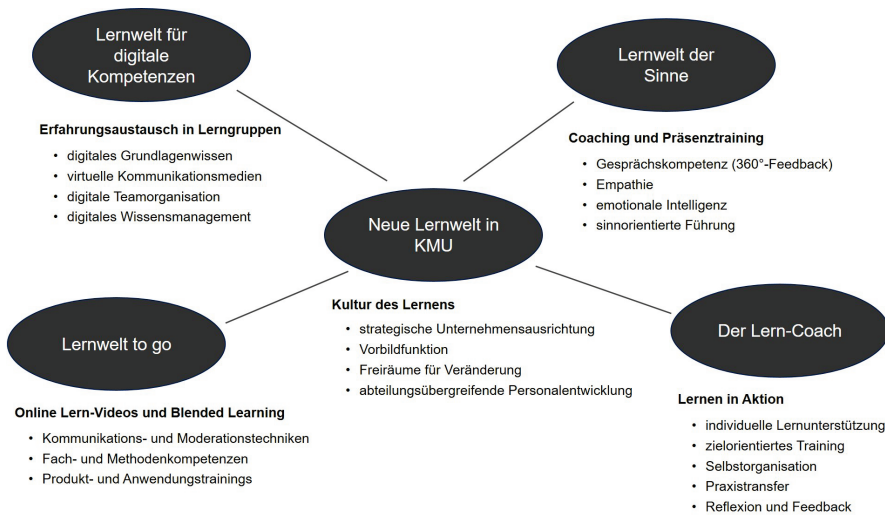 Lernwelt für
digitale
Kompetenzen
Erfahrungsaustausch in Lerngruppen
• digitales Grundlagenwissen
• virtuelle Kommunikationsmedien
• digitale Teamorganisation
• digitales Wissensmanagement
Lernwelt der
Sinne
Coaching und Präsenztraining
• Gesprächskompetenz (360°-Feedback)
• Empathie
• emotionale Intelligenz
• sinnorientierte Führung
Neue Lernwelt in
KMU
Kultur des Lernens
• strategische Unternehmensausrichtung
• Vorbildfunktion
• Freiräume für Veränderung
• abteilungsübergreifende Personalentwicklung
Lernwelt to go
Online Lern-Videos und Blended Learning
• Kommunikations- und Moderationstechniken
• Fach- und Methodenkompetenzen
• Produkt- und Anwendungstrainings
Der Lern-Coach
Lernen in Aktion
• individuelle Lernunterstützung
• zielorientiertes Training
• Selbstorganisation
• Praxistransfer
• Reflexion und Feedback